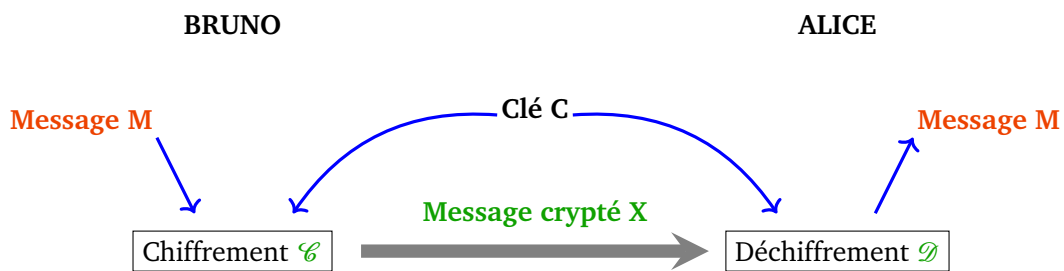 BRUNO ALICE
Clé C
Message M Message M
Message crypté X
Chiffrement 𝒞 Déchiffrement 𝒟